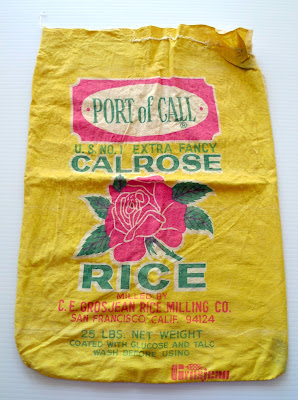 PORT of CALL
®
U.S. NO. 1 EXTRA FANCY
CALROSE
RICE
MILLED BY
C. E. GROSJEAN RICE MILLING CO.
SAN FRANCISCO - CALIF. 94124
25 LBS. NET WEIGHT
COATED WITH GLUCOSE AND TALC
WASH BEFORE USING
Grosjean